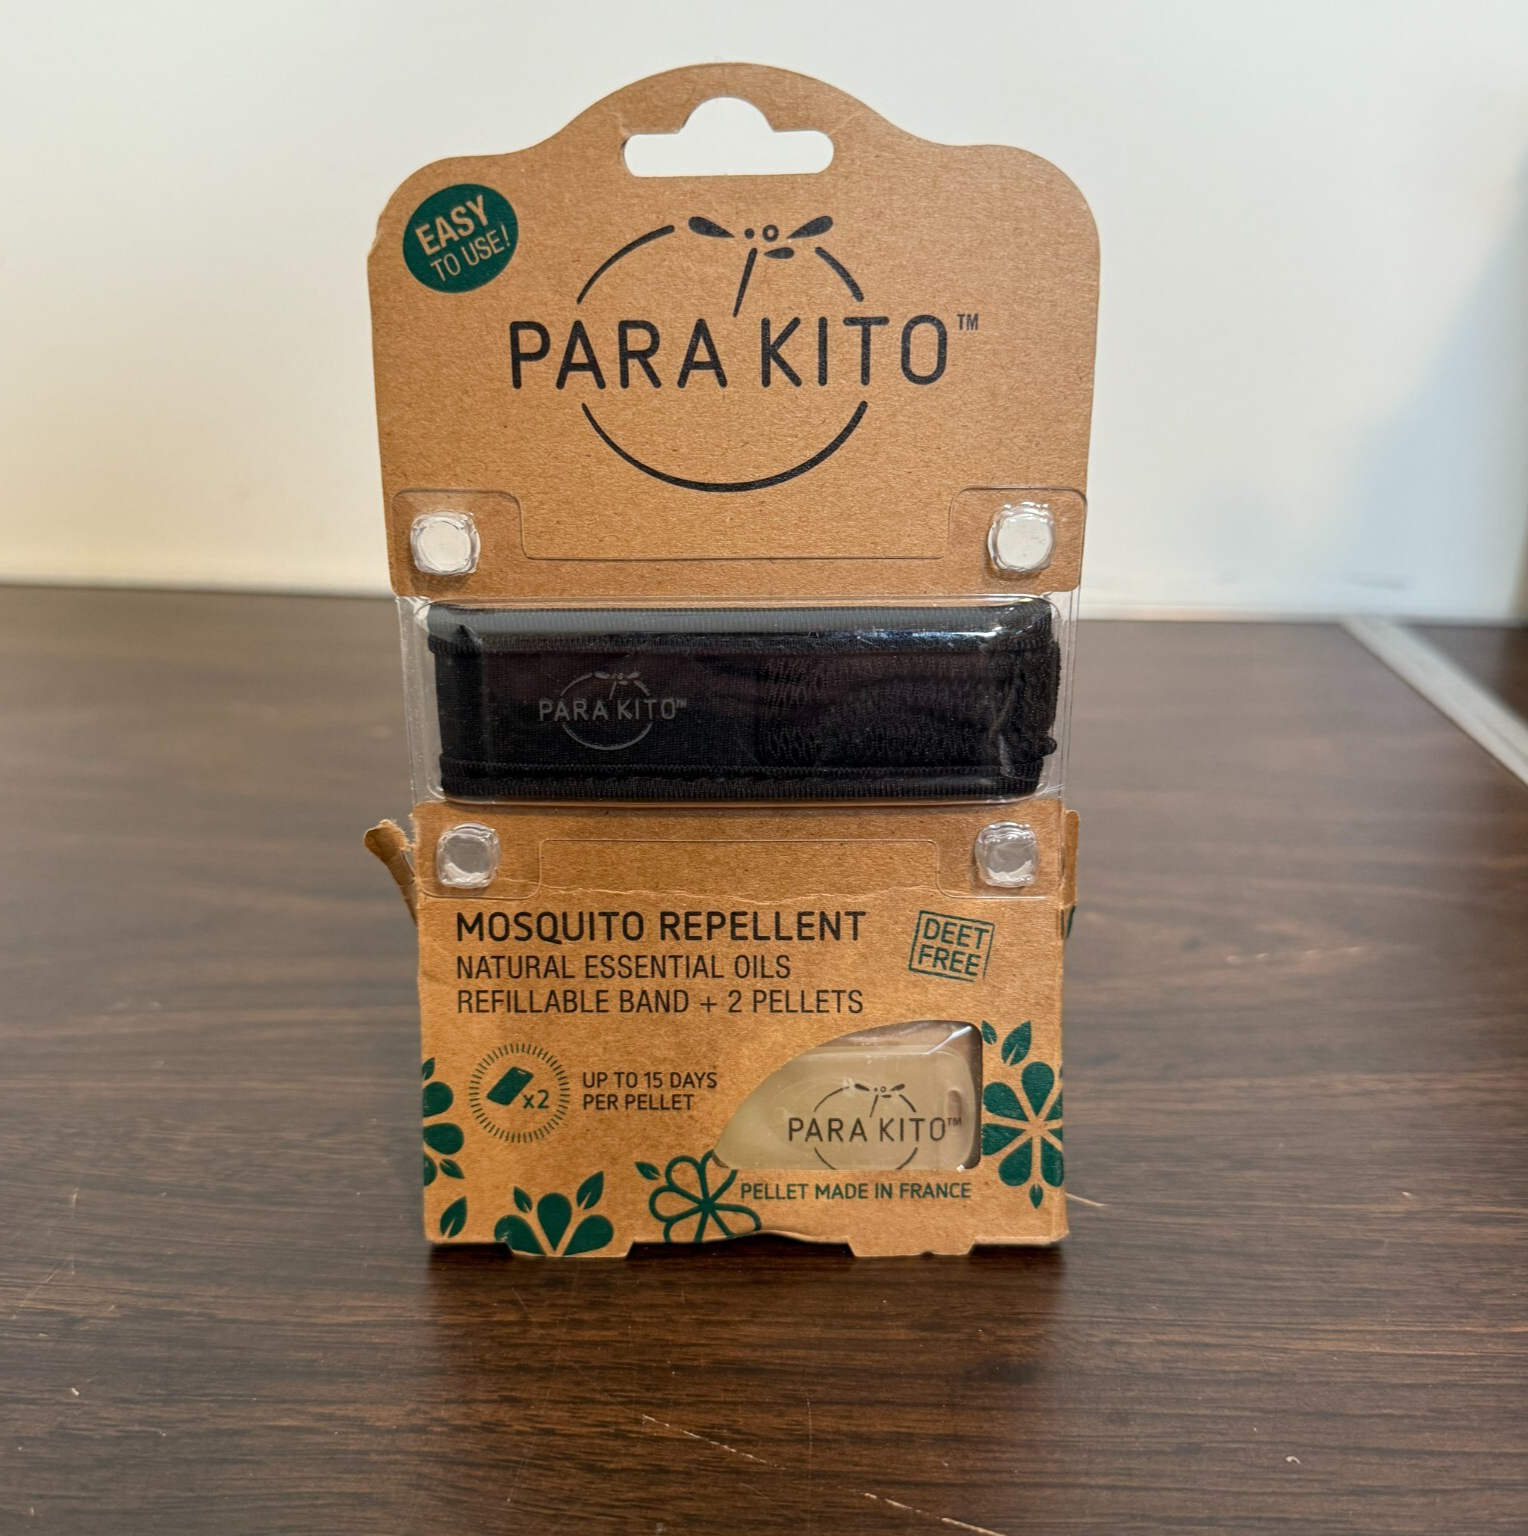 EASY
TO USE!
PARA KITO™
PARA KITO™
MOSQUITO REPELLENT
NATURAL ESSENTIAL OILS
REFILLABLE BAND + 2 PELLETS
DEET
FREE
x2
UP TO 15 DAYS
PER PELLET
PARA KITO™
PELLET MADE IN FRANCE